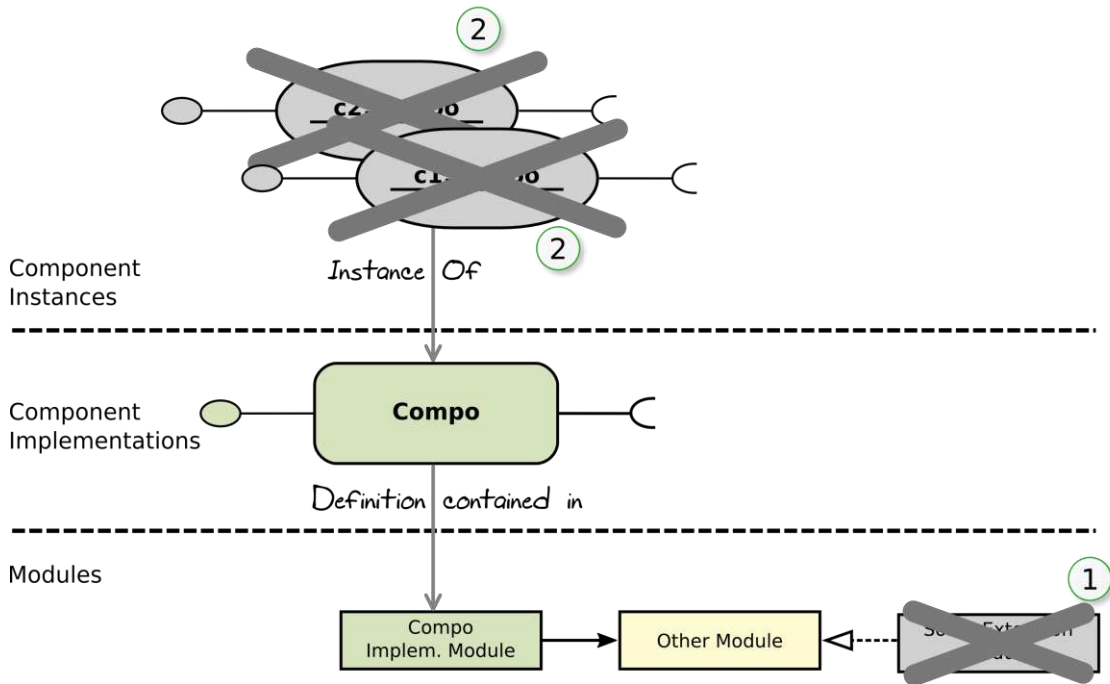 2
2
Instance Of
Component
Instances
Compo
Component
Implementations
Definition contained in
Modules
1
Compo
Implem. Module
Other Module